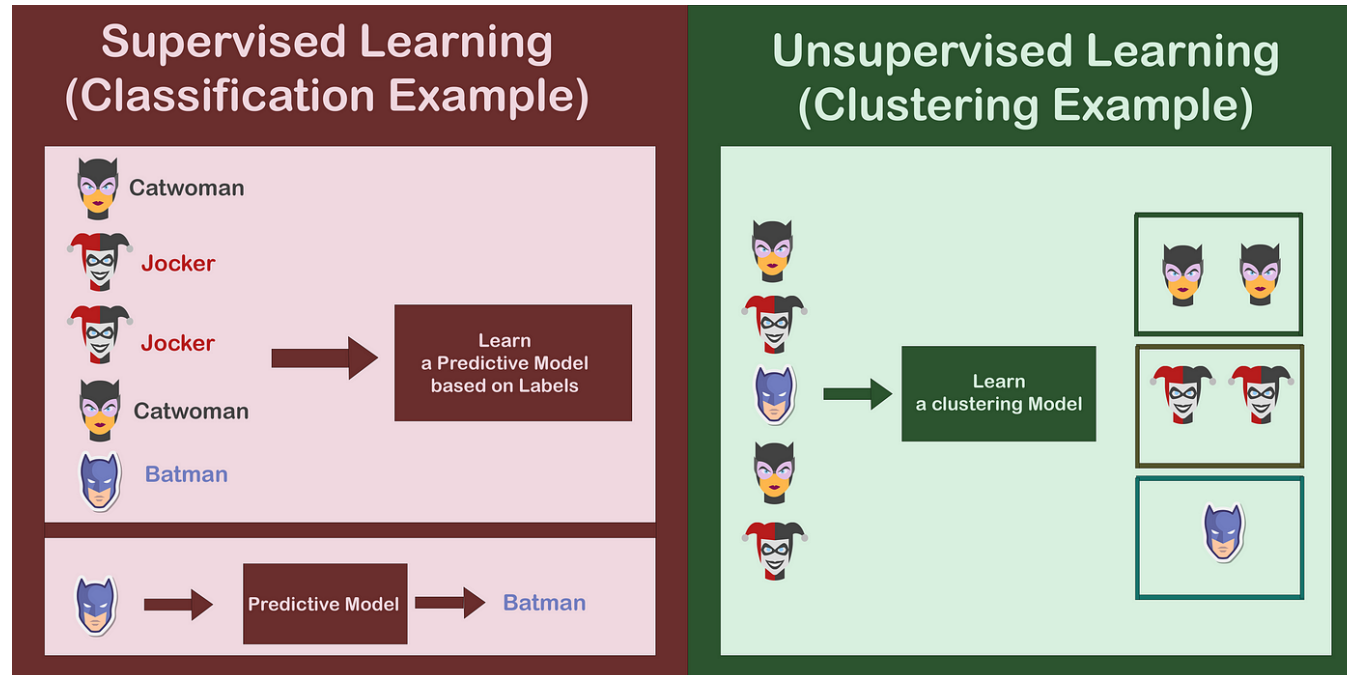 Supervised Learning
(Classification Example)
Catwoman
Jocker
Jocker
Catwoman
Batman
Learn
a Predictive Model
based on Labels
Predictive Model
Batman
Unsupervised Learning
(Clustering Example)
Learn
a clustering Model